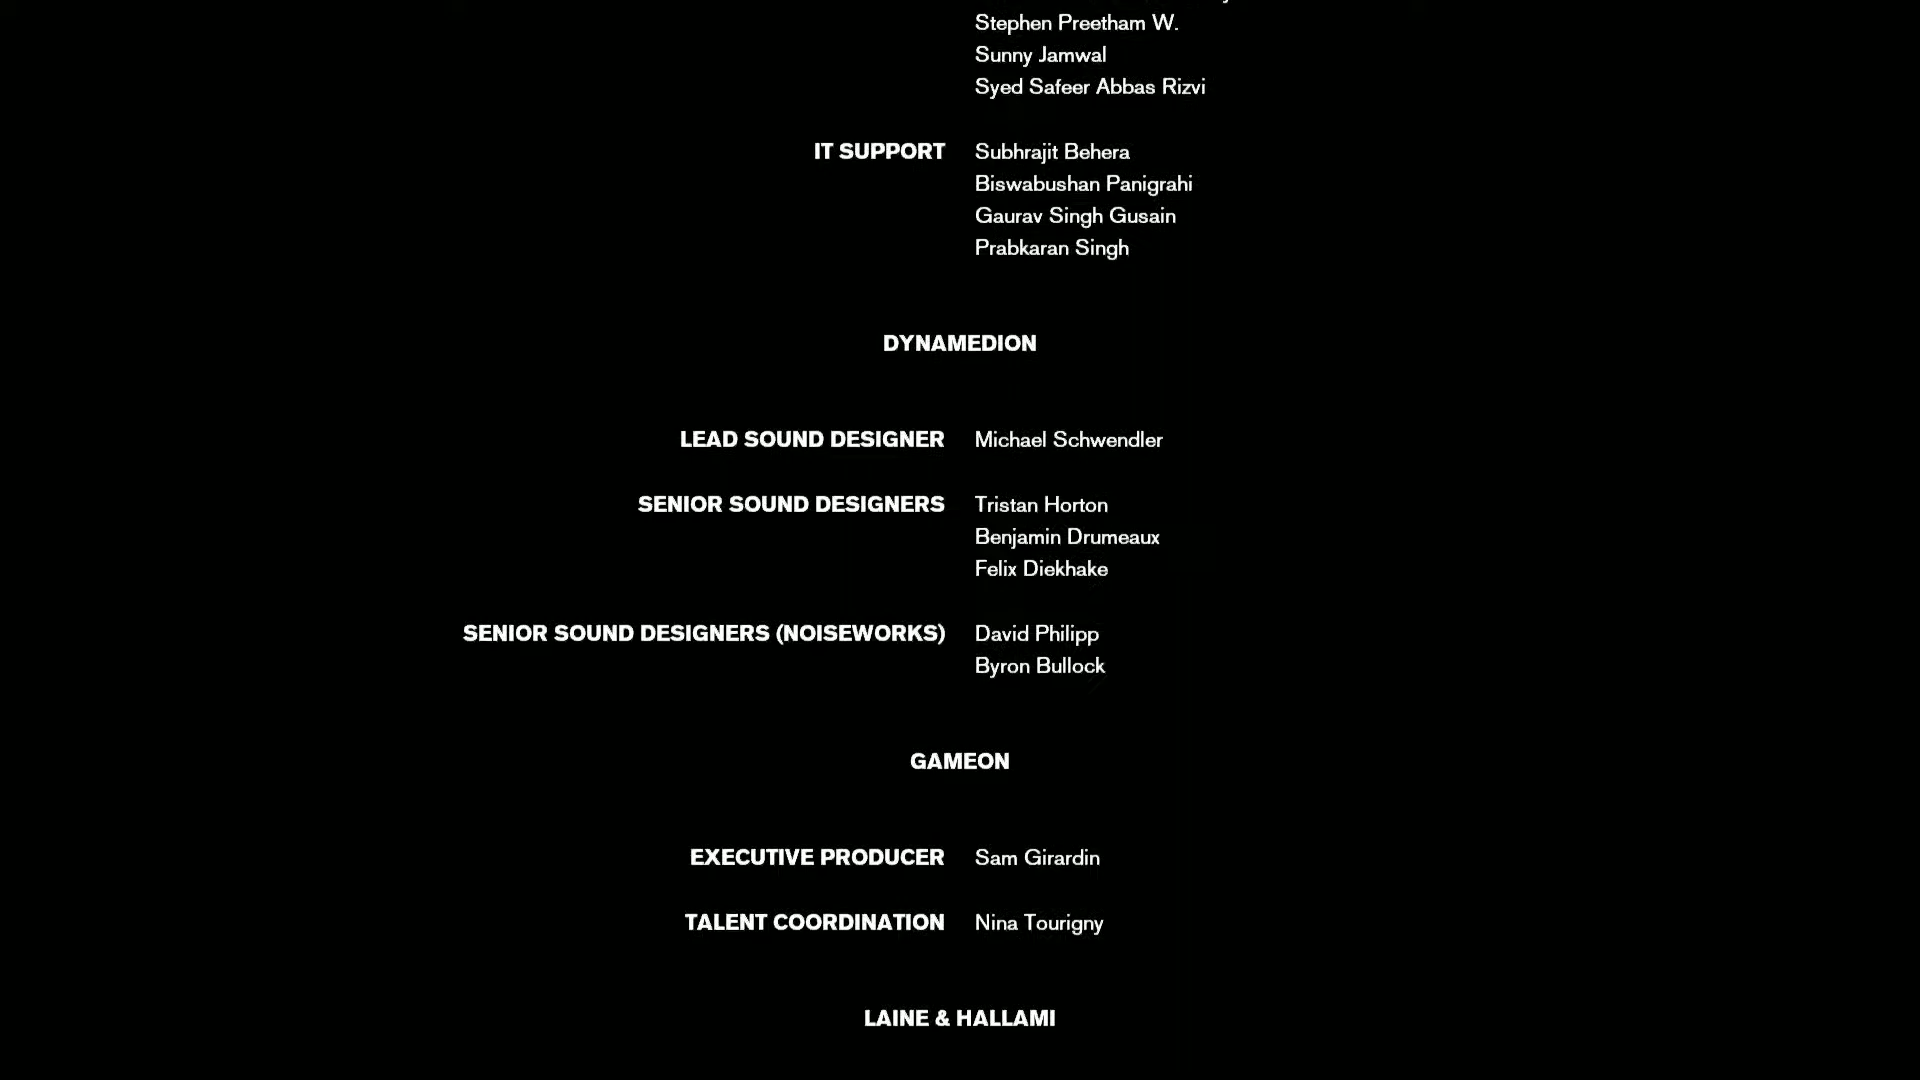 Stephen Preetham W.
Sunny Jamwal
Syed Safeer Abbas Rizvi
IT SUPPORT Subhrajit Behera
Biswabushan Panigrahi
Gaurav Singh Gusain
Prabkaran Singh
DYNAMEDION
LEAD SOUND DESIGNER Michael Schwendler
SENIOR SOUND DESIGNERS Tristan Horton
Benjamin Drumeaux
Felix Diekhake
SENIOR SOUND DESIGNERS (NOISEWORKS) David Philipp
Byron Bullock
GAMEON
EXECUTIVE PRODUCER Sam Girardin
TALENT COORDINATION Nina Tourigny
LAINE & HALLAMI